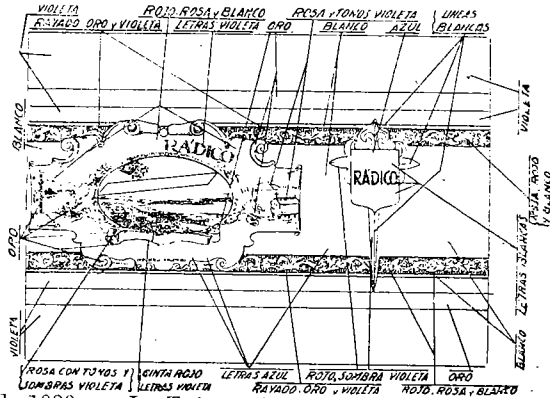 VIOLETA
ROJO-ROSA y BLANCO
ROSA y TONOS VIOLETA
LINEAS
BLANCAS
RAYADO ORO y VIOLETA
LETRAS VIOLETA ORO
BLANCO
AZUL
BLANCO
ORO
VIOLETA
RÁDICO
RÁDICO
VIOLETA
ROSA, ROJO
y BLANCO
LETRAS BLANCAS
BLANCO
ROSA CON TONOS Y
SOMBRAS VIOLETA
CINTA ROJO
LETRAS VIOLETA
LETRAS AZUL
ROJO, SOMBRA VIOLETA
ORO
RAYADO-ORO y VIOLETA
ROJO, ROSA y BLANCO